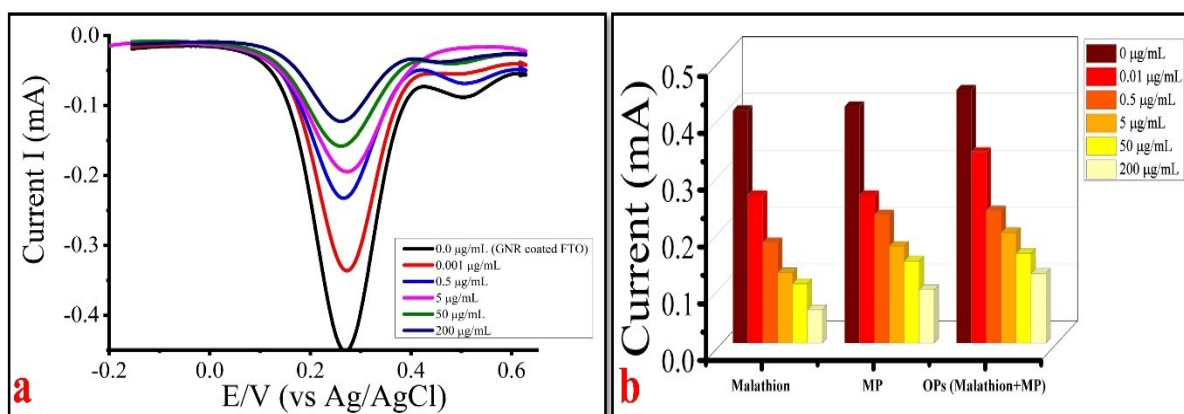 0.0
-0.1
-0.2
-0.3
-0.4
Current I (mA)
0.0 µg/mL (GNR coated FTO)
0.001 µg/mL
0.5 µg/mL
5 µg/mL
50 µg/mL
200 µg/mL
-0.2
0.0
0.2
0.4
0.6
E/V (vs Ag/AgCl)
a
0.5
0.4
0.3
0.2
0.1
0.0
Current (mA)
0 µg/mL
0.01 µg/mL
0.5 µg/mL
5 µg/mL
50 µg/mL
200 µg/mL
Malathion
MP
OPs (Malathion+MP)
b